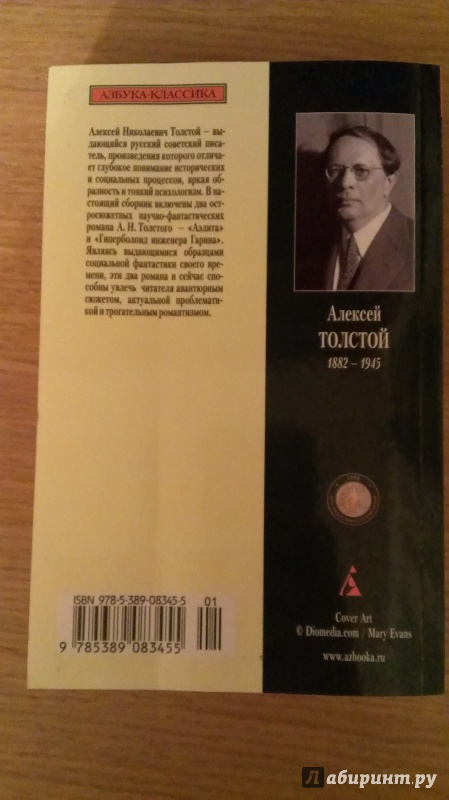 АЗБУКА-КЛАССИКА
Алексей Николаевич Толстой – вы-
дающийся русский советский писа-
тель, произведения которого отлича-
ет глубокое понимание исторических
и социальных процессов, яркая об-
разность и тонкий психологизм. В на-
стоящий сборник включены два ост-
росюжетных научно-фантастических
романа А. Н. Толстого – «Аэлита»
и «Гиперболоид инженера Гарина».
Являясь выдающимися образцами
социальной фантастики своего вре-
мени, эти два романа и сейчас спо-
собны увлечь читателя авантюрным
сюжетом, актуальной проблемати-
кой и трогательным романтизмом.
Алексей
ТОЛСТОЙ
1882 – 1945
ISBN 978-5-389-08345-5 01
9 785389 083455
Cover Art
© Diomedia.com / Mary Evans
www.azbooka.ru
Лабиринт.ру